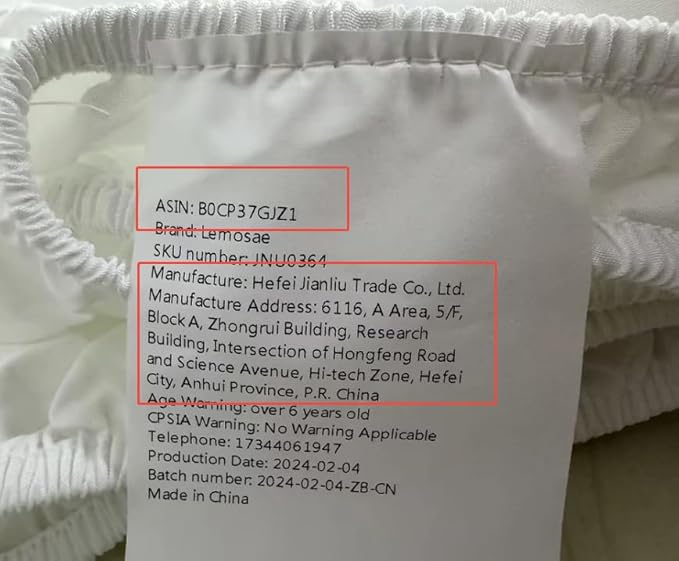 ASIN: B0CP37GJZ1
Brand: Lemosae
SKU number: JNU0364
Manufacture: Hefei Jianliu Trade Co., Ltd.
Manufacture Address: 6116, A Area, 5/F,
Block A, Zhongrui Building, Research
Building, Intersection of Hongfeng Road
and Science Avenue, Hi-tech Zone, Hefei
City, Anhui Province, P.R. China
Age Warning: over 6 years old
CPSIA Warning: No Warning Applicable
Telephone: 17344061947
Production Date: 2024-02-04
Batch number: 2024-02-04-ZB-CN
Made in China